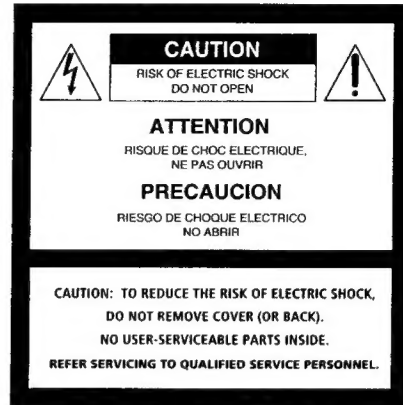 CAUTION
RISK OF ELECTRIC SHOCK
DO NOT OPEN
ATTENTION
RISQUE DE CHOC ELECTRIQUE,
NE PAS OUVRIR
PRECAUCION
RIESGO DE CHOQUE ELECTRICO
NO ABRIR
CAUTION: TO REDUCE THE RISK OF ELECTRIC SHOCK,
DO NOT REMOVE COVER (OR BACK).
NO USER-SERVICEABLE PARTS INSIDE.
REFER SERVICING TO QUALIFIED SERVICE PERSONNEL.